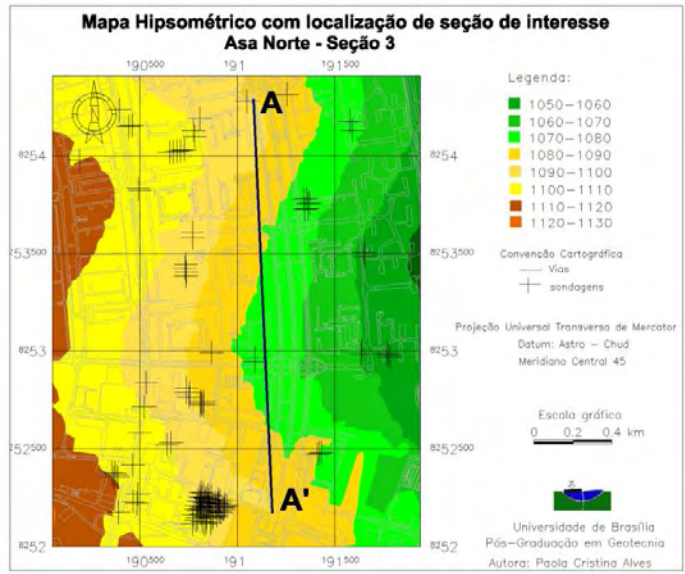 Mapa Hipsométrico com localização de seção de interesse
Asa Norte - Seção 3
190500 191 191500
A
8254 8254
253500 8253500
8253 8253
252500 8252500
A'
8252 8252
190500 191 191500
Legenda:
1050-1060
1060-1070
1070-1080
1080-1090
1090-1100
1100-1110
1110-1120
1120-1130
Convenção Cartográfica
Vias
sondagens
Projeção Universal Transversa de Mercator
Datum: Astro - Chud
Meridiano Central 45
Escala gráfica
0 0.2 0.4 km
Universidade de Brasília
Pós-Graduação em Geotecnia
Autora: Paola Cristina Alves